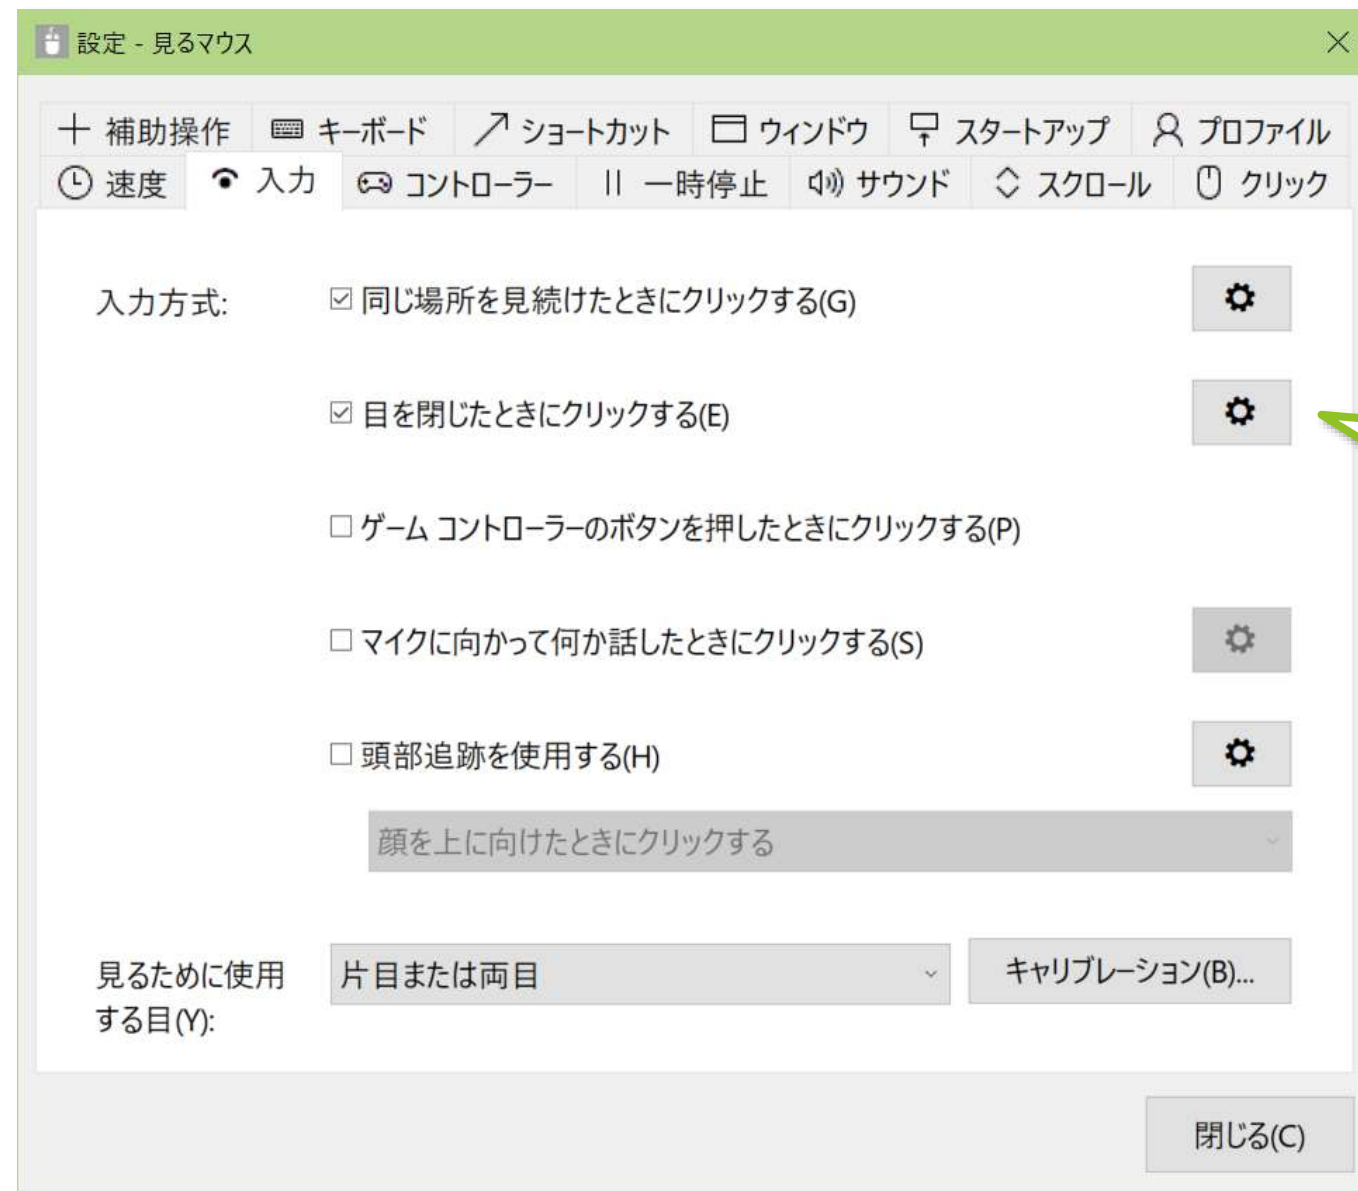 設定 - 見るマウス
補助操作 キーボード ショートカット ウィンドウ スタートアップ プロファイル
速度 入力 コントローラー 一時停止 サウンド スクロール クリック
入力方式: 同じ場所を見続けたときにクリックする(G)
目を閉じたときにクリックする(E)
ゲーム コントローラーのボタンを押したときにクリックする(P)
マイクに向かって何か話したときにクリックする(S)
頭部追跡を使用する(H)
顔を上に向けたときにクリックする
見るために使用
する目(Y):
片目または両目
キャリブレーション(B)...
閉じる(C)